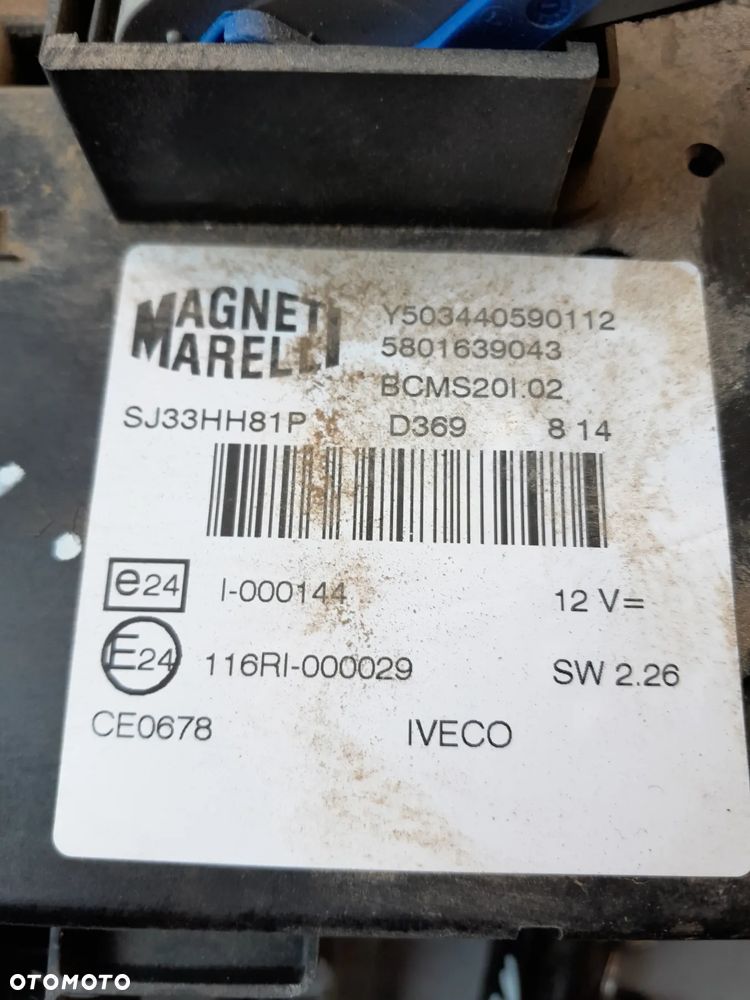 MAGNETI
MARELLI
Y503440590112
5801639043
BCMS20I.02
SJ33HH81P D369 8 14
e24 I-000144 12 V=
E24 116RI-000029 SW 2.26
CE0678 IVECO
OTOMOTO